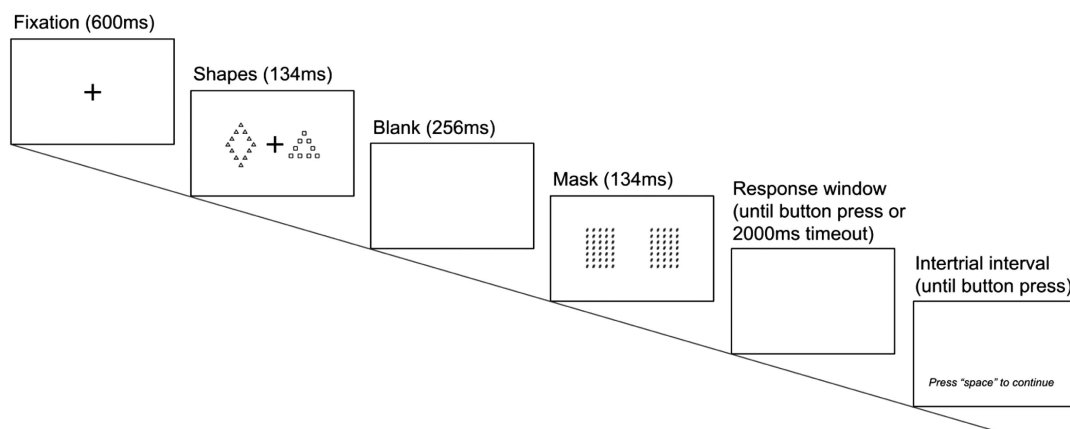 Fixation (600ms)
Shapes (134ms)
Blank (256ms)
Mask (134ms)
Response window
(until button press or
2000ms timeout)
Intertrial interval
(until button press)
Press “space” to continue